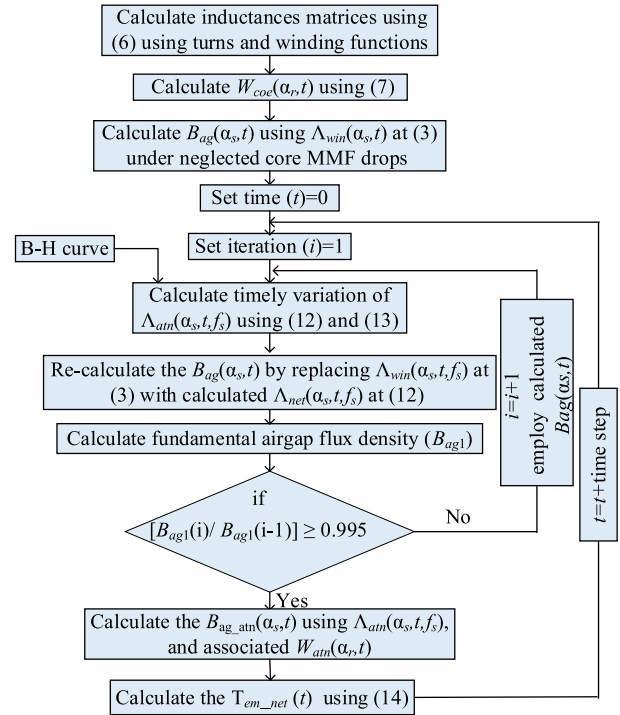 Calculate inductances matrices using
(6) using turns and winding functions
Calculate W_coe(α_r,t) using (7)
Calculate B_ag(α_s,t) using Λ_win(α_s,t) at (3)
under neglected core MMF drops
Set time (t)=0
Set iteration (i)=1
B-H curve
Calculate timely variation of
Λ_atn(α_s,t,f_s) using (12) and (13)
Re-calculate the B_ag(α_s,t) by replacing Λ_win(α_s,t,f_s) at
(3) with calculated Λ_net(α_s,t,f_s) at (12)
Calculate fundamental airgap flux density (B_ag1)
if
[B_ag1(i)/ B_ag1(i-1)] ≥ 0.995
No
i=i+1
employ calculated
Bag(αs,t)
t=t+time step
Yes
Calculate the B_ag_atn(α_s,t) using Λ_atn(α_s,t,f_s),
and associated W_atn(α_r,t)
Calculate the T_em_net (t) using (14)